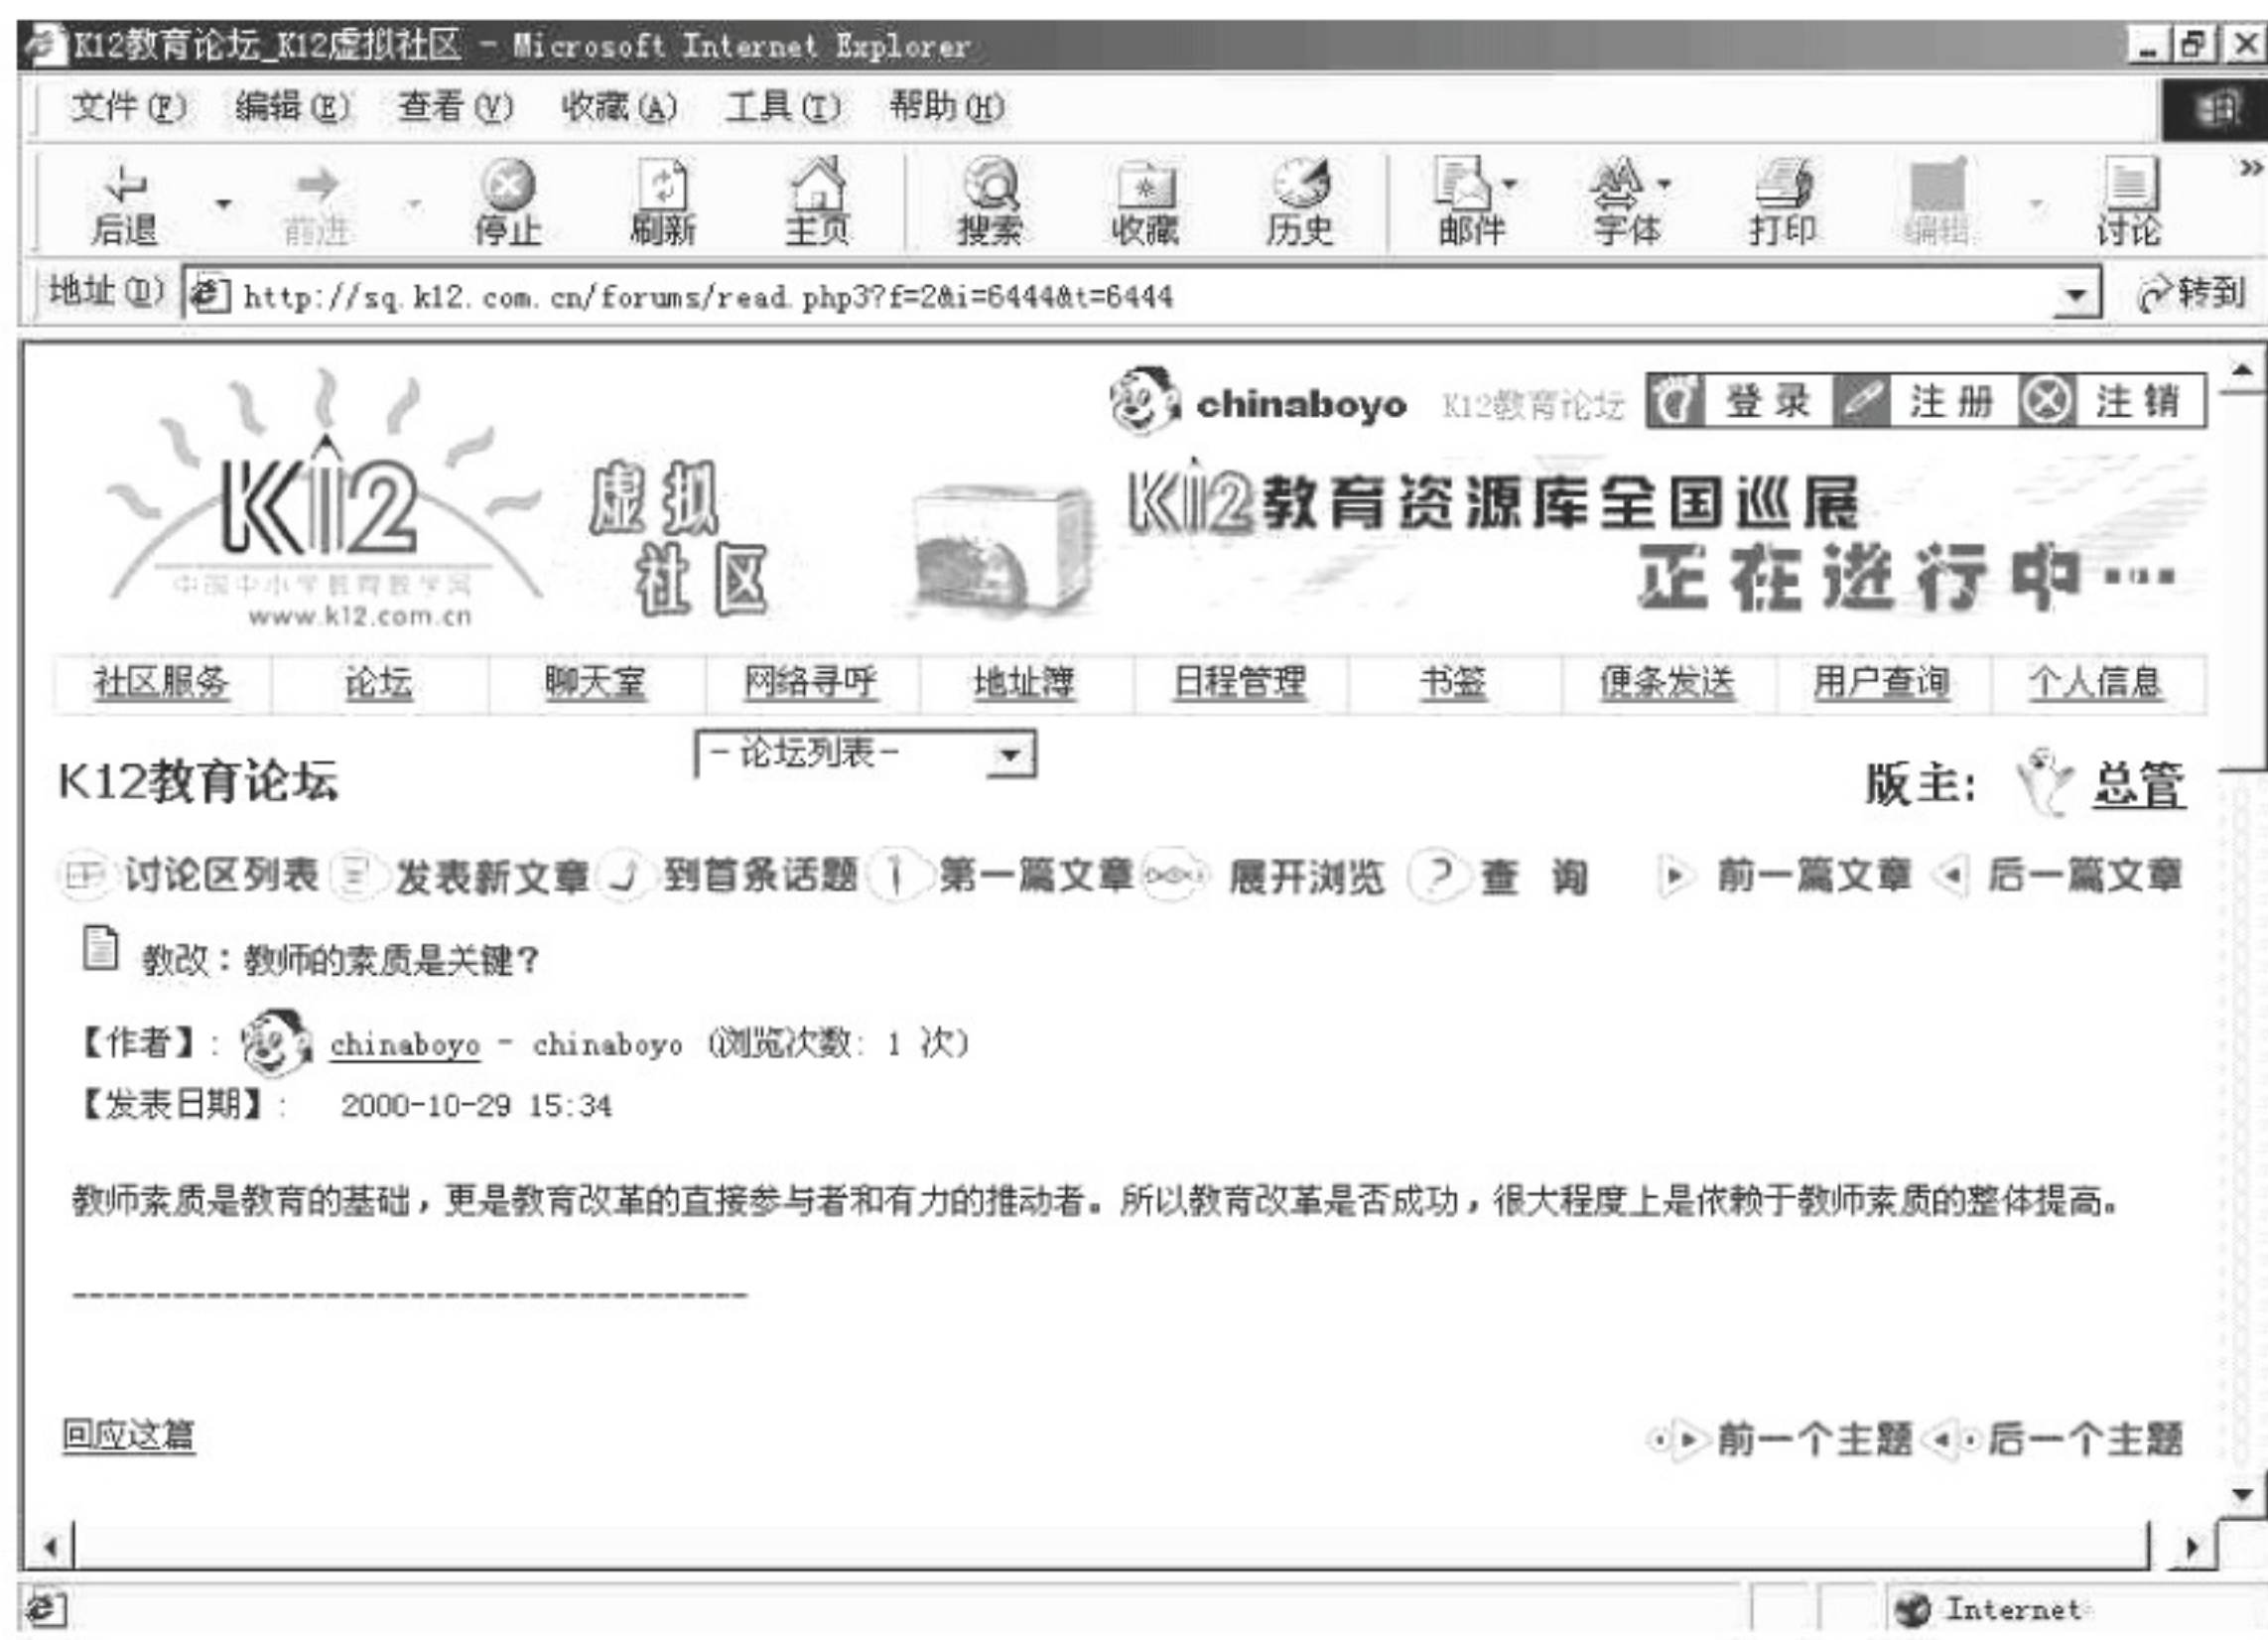 K12教育论坛_K12虚拟社区 - Microsoft Internet Explorer
文件(F) 编辑(E) 查看(V) 收藏(A) 工具(T) 帮助(H)
后退 前进 停止 刷新 主页 搜索 收藏 历史 邮件 字体 打印 编辑 讨论 »
地址(D) http://sq.k12.com.cn/forums/read.php3?f=2&i=6444&t=6444 转到
chinaboyo K12教育论坛 登录 注册 注销
K12 虚拟社区
中国中小学教育教学网
www.k12.com.cn
K12教育资源库全国巡展
正在进行中...
社区服务 论坛 聊天室 网络寻呼 地址簿 日程管理 书签 便条发送 用户查询 个人信息
K12教育论坛 -论坛列表- 版主: 总管
讨论区列表 发表新文章 到首条话题 第一篇文章 展开浏览 查询 前一篇文章 后一篇文章
教改:教师的素质是关键?
【作者】: chinaboyo - chinaboyo (浏览次数: 1 次)
【发表日期】: 2000-10-29 15:34
教师素质是教育的基础,更是教育改革的直接参与者和有力的推动者。所以教育改革是否成功,很大程度上是依赖于教师素质的整体提高。
----------------------------------------
回应这篇 前一个主题 后一个主题
Internet